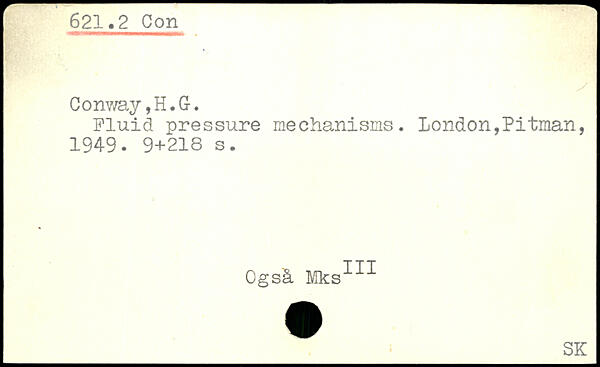 621.2 Con
Conway,H.G.
Fluid pressure mechanisms. London,Pitman,
1949. 9+218 s.
Også Mks III
SK